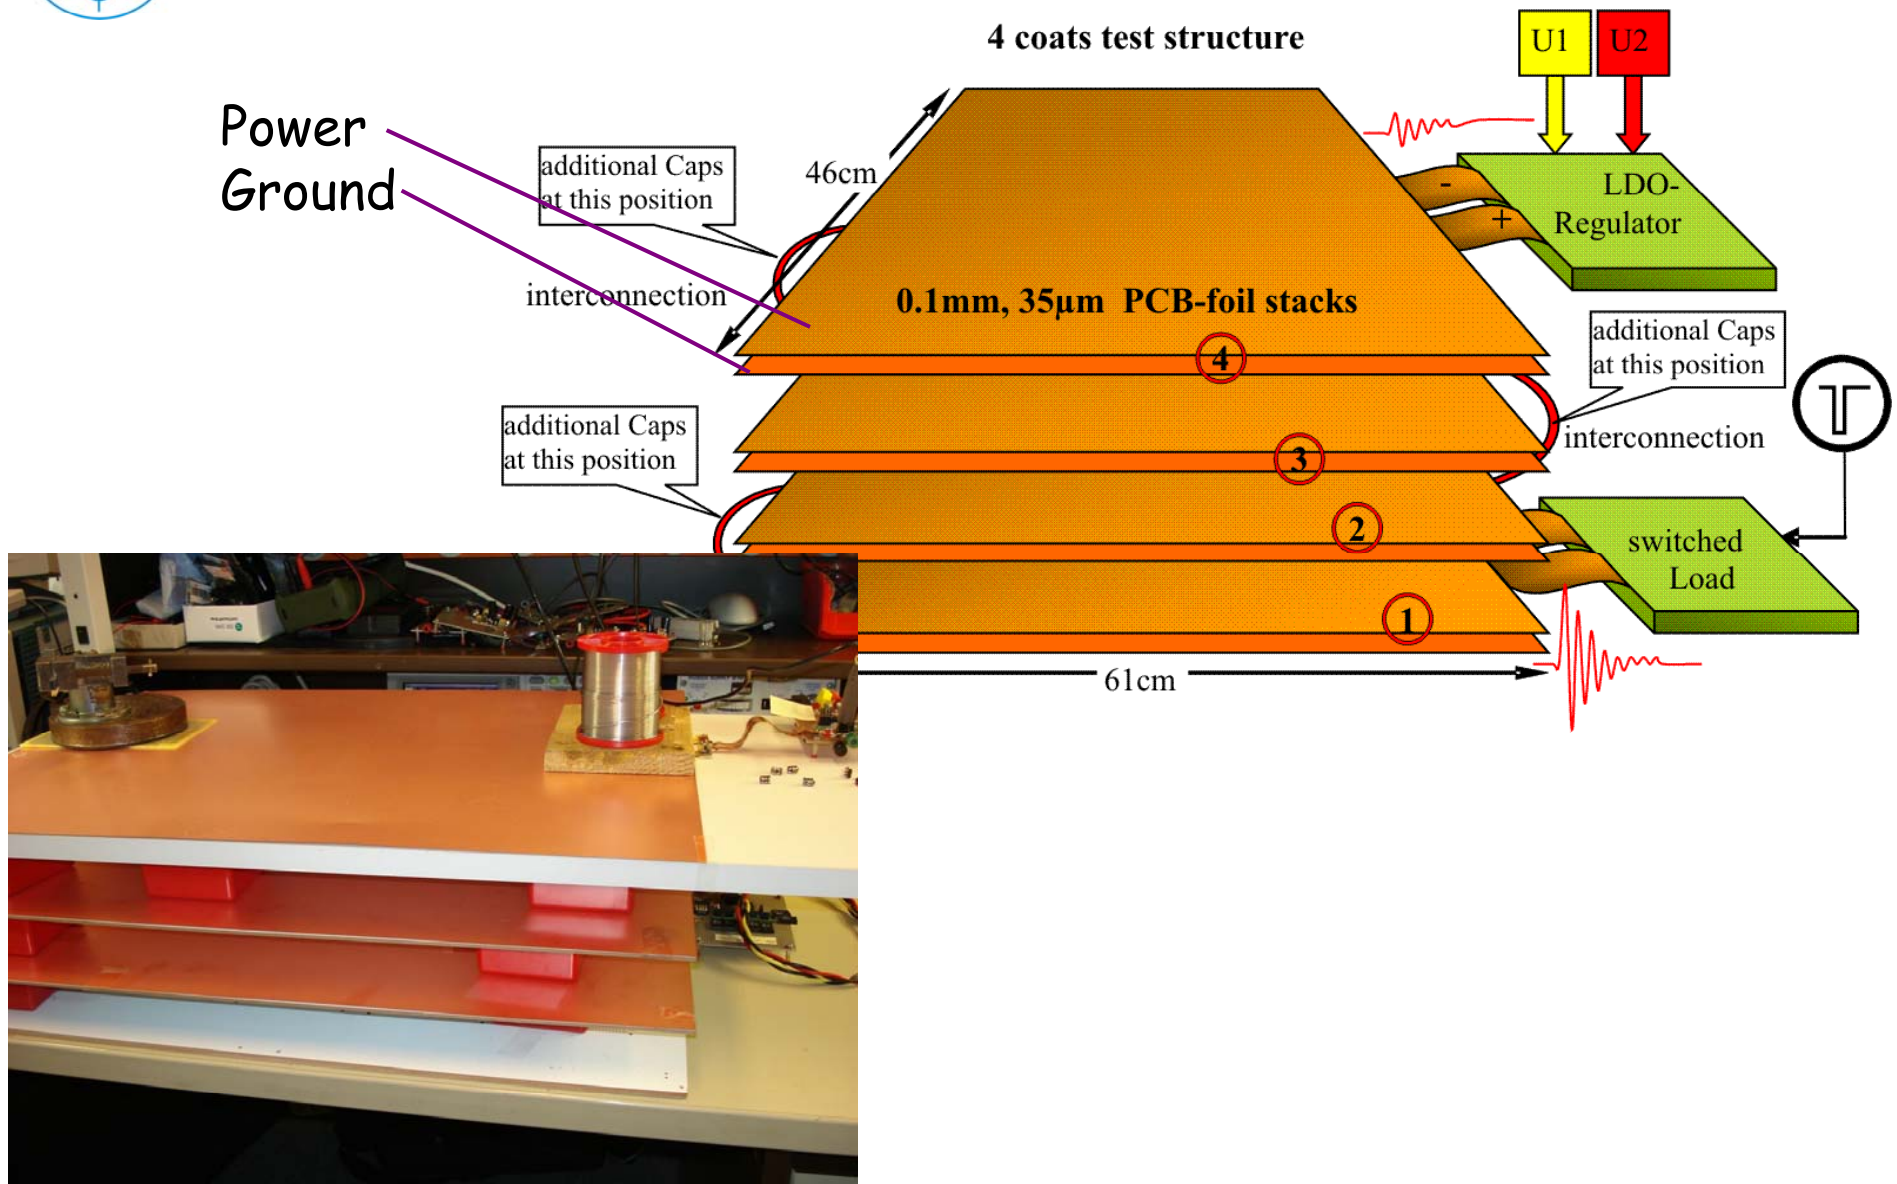 4 coats test structure
U1
U2
Power
Ground
additional Caps
at this position
46cm
-
+
LDO-
Regulator
interconnection
0.1mm, 35µm PCB-foil stacks
additional Caps
at this position
4
interconnection
additional Caps
at this position
3
2
switched
Load
1
61cm